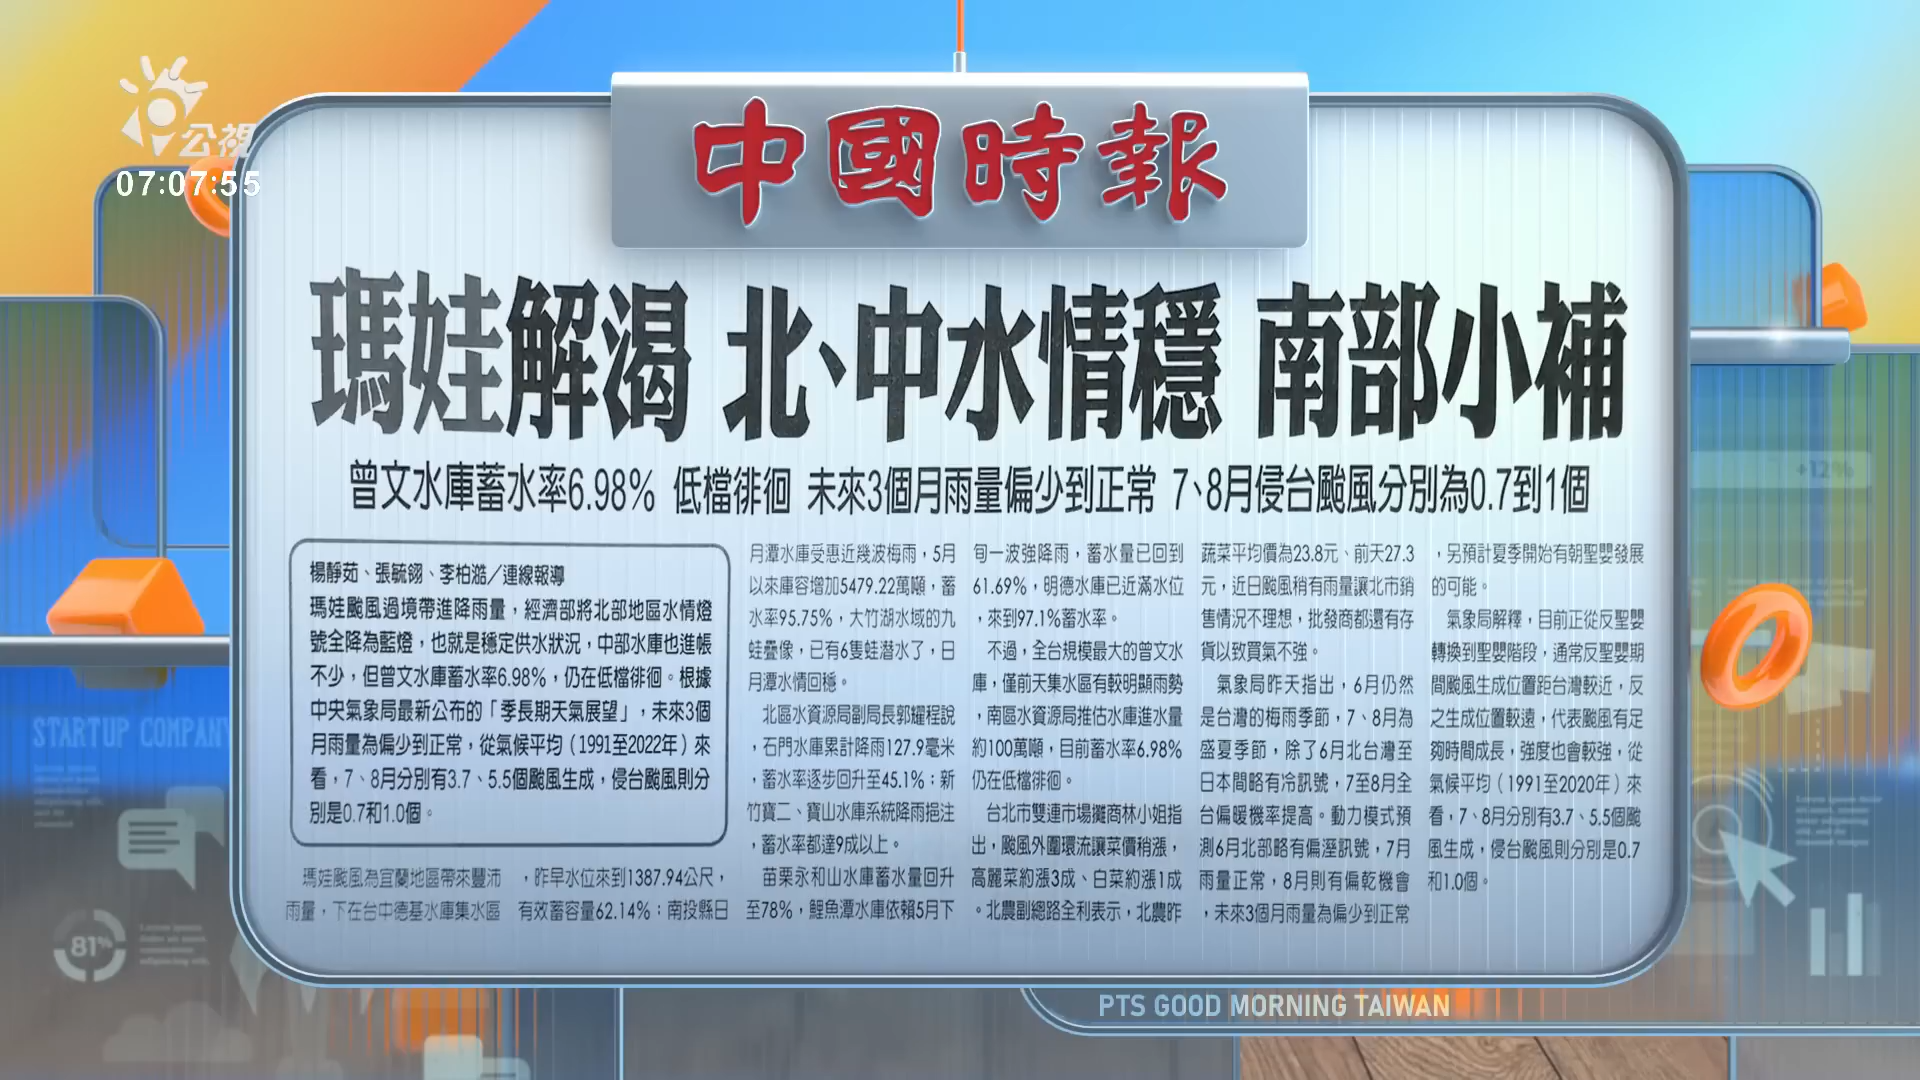 公視
07:07:55
中國時報
瑪娃解渴 北、中水情穩 南部小補
曾文水庫蓄水率6.98% 低檔徘徊 未來3個月雨量偏少到正常 7、8月侵台颱風分別為0.7到1個
楊靜茹、張毓翎、李柏澔／連線報導
瑪娃颱風過境帶進降雨量，經濟部將北部地區水情燈
號全降為藍燈，也就是穩定供水狀況，中部水庫也進帳
不少，但曾文水庫蓄水率6.98%，仍在低檔徘徊。根據
中央氣象局最新公布的「季長期天氣展望」，未來3個
月雨量為偏少到正常，從氣候平均（1991至2022年）來
看，7、8月分別有3.7、5.5個颱風生成，侵台颱風則分
別是0.7和1.0個。
瑪娃颱風為宜蘭地區帶來豐沛
雨量，下在台中德基水庫集水區
，昨早水位來到1387.94公尺，
有效蓄容量62.14%；南投縣日
月潭水庫受惠近幾波梅雨，5月
以來庫容增加5479.22萬噸，蓄
水率95.75%，大竹湖水域的九
蛙疊像，已有6隻蛙潛水了，日
月潭水情回穩。
北區水資源局副局長郭耀程說
，石門水庫累計降雨127.9毫米
，蓄水率逐步回升至45.1%；新
竹寶二、寶山水庫系統降雨挹注
，蓄水率都達9成以上。
苗栗永和山水庫蓄水量回升
至78%，鯉魚潭水庫依賴5月下
旬一波強降雨，蓄水量已回到
61.69%，明德水庫已近滿水位
，來到97.1%蓄水率。
不過，全台規模最大的曾文水
庫，僅前天集水區有較明顯雨勢
，南區水資源局推估水庫進水量
約100萬噸，目前蓄水率6.98%
仍在低檔徘徊。
台北市雙連市場攤商林小姐指
出，颱風外圍環流讓菜價稍漲，
高麗菜約漲3成、白菜約漲1成
。北農副總路全利表示，北農昨
蔬菜平均價為23.8元、前天27.3
元，近日颱風稍有雨量讓北市銷
售情況不理想，批發商都還有存
貨以致買氣不強。
氣象局昨天指出，6月仍然
是台灣的梅雨季節，7、8月為
盛夏季節，除了6月北台灣至
日本間略有冷訊號，7至8月全
台偏暖機率提高。動力模式預
測6月北部略有偏溼訊號，7月
雨量正常，8月則有偏乾機會
，未來3個月雨量為偏少到正常
，另預計夏季開始有朝聖嬰發展
的可能。
氣象局解釋，目前正從反聖嬰
轉換到聖嬰階段，通常反聖嬰期
間颱風生成位置距台灣較近，反
之生成位置較遠，代表颱風有足
夠時間成長，強度也會較強，從
氣候平均（1991至2020年）來
看，7、8月分別有3.7、5.5個颱
風生成，侵台颱風則分別是0.7
和1.0個。
+12%
STARTUP COMPANY
81%
PTS GOOD MORNING TAIWAN